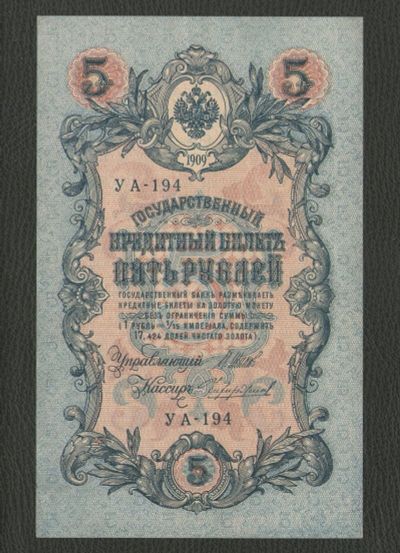 5 5
1909
УА-194
ГОСУДАРСТВЕННЫЙ
КРЕДИТНЫЙ БИЛЕТЪ
ПЯТЬ РУБЛЕЙ
ГОСУДАРСТВЕННЫЙ БАНКЪ РАЗМѢНИВАЕТЪ
КРЕДИТНЫЕ БИЛЕТЫ НА ЗОЛОТУЮ МОНЕТУ
БЕЗЪ ОГРАНИЧЕНІЯ СУММЫ
(1 РУБЛЬ = 1/15 ИМПЕРІАЛА, СОДЕРЖИТЪ
17,424 ДОЛЕЙ ЧИСТАГО ЗОЛОТА).
Управляющій
Кассиръ
УА-194
5